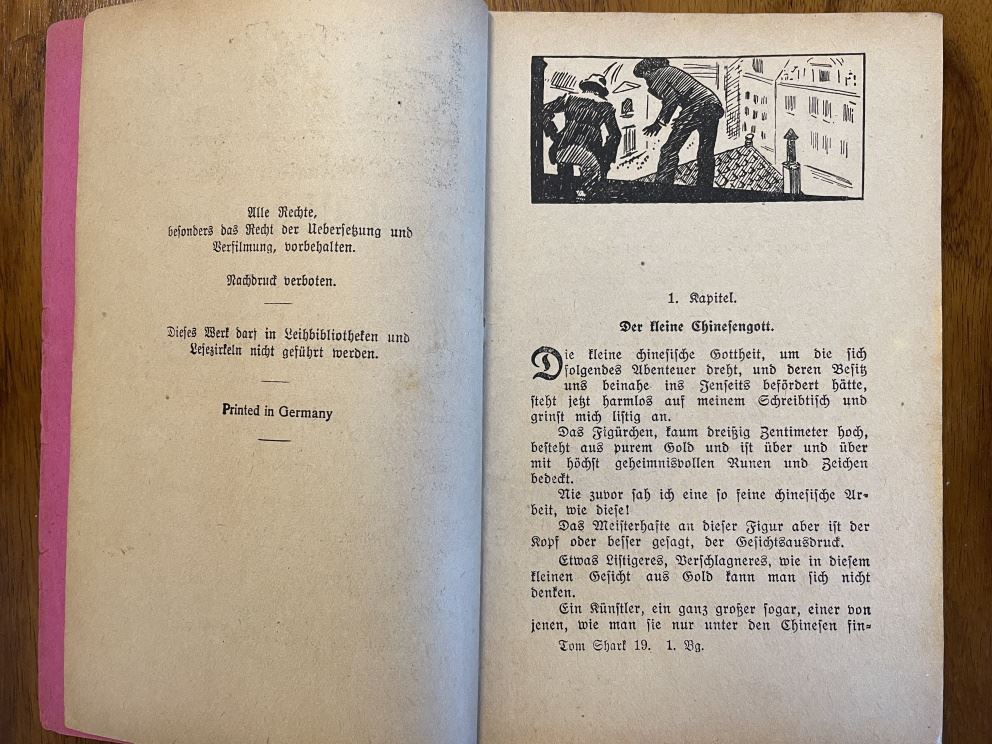 Alle Rechte,
besonders das Recht der Uebersetzung und
Verfilmung, vorbehalten.
Nachdruck verboten.
Dieses Werk darf in Leihbibliotheken und
Lesezirkeln nicht geführt werden.
Printed in Germany
1. Kapitel.
Der kleine Chinesengott.
Die kleine chinesische Gottheit, um die sich
folgendes Abenteuer dreht, und deren Besitz
uns beinahe ins Jenseits befördert hätte,
steht jetzt harmlos auf meinem Schreibtisch und
grinst mich listig an.
Das Figürchen, kaum dreißig Zentimeter hoch,
besteht aus purem Gold und ist über und über
mit höchst geheimnisvollen Runen und Zeichen
bedeckt.
Nie zuvor sah ich eine so feine chinesische Ar-
beit, wie diese!
Das Meisterhafte an dieser Figur aber ist der
Kopf oder besser gesagt, der Gesichtsausdruck.
Etwas Listigeres, Verschlagneres, wie in diesem
kleinen Gesicht aus Gold kann man sich nicht
denken.
Ein Künstler, ein ganz großer sogar, einer von
jenen, wie man sie nur unter den Chinesen fin-
Tom Shark 19. 1. Bg.